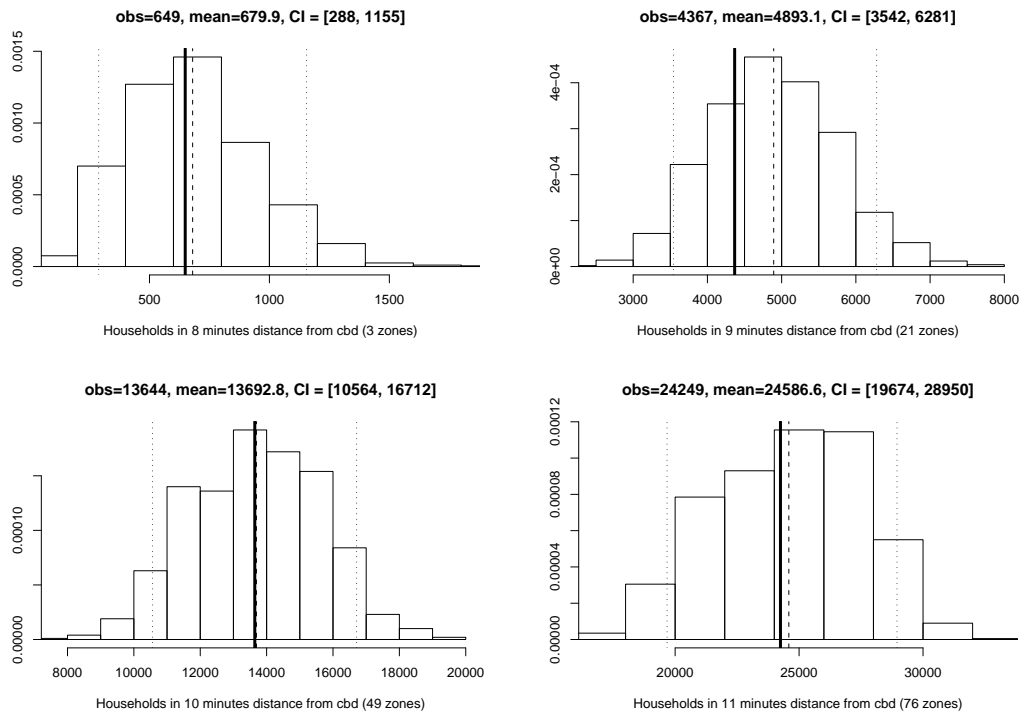 obs=649, mean=679.9, CI = [288, 1155]
0.0000
0.0005
0.0010
0.0015
500
1000
1500
Households in 8 minutes distance from cbd (3 zones)
obs=4367, mean=4893.1, CI = [3542, 6281]
0e+00
2e−04
4e−04
3000
4000
5000
6000
7000
8000
Households in 9 minutes distance from cbd (21 zones)
obs=13644, mean=13692.8, CI = [10564, 16712]
0.00000
0.00010
8000
10000
12000
14000
16000
18000
20000
Households in 10 minutes distance from cbd (49 zones)
obs=24249, mean=24586.6, CI = [19674, 28950]
0.00000
0.00004
0.00008
0.00012
20000
25000
30000
Households in 11 minutes distance from cbd (76 zones)